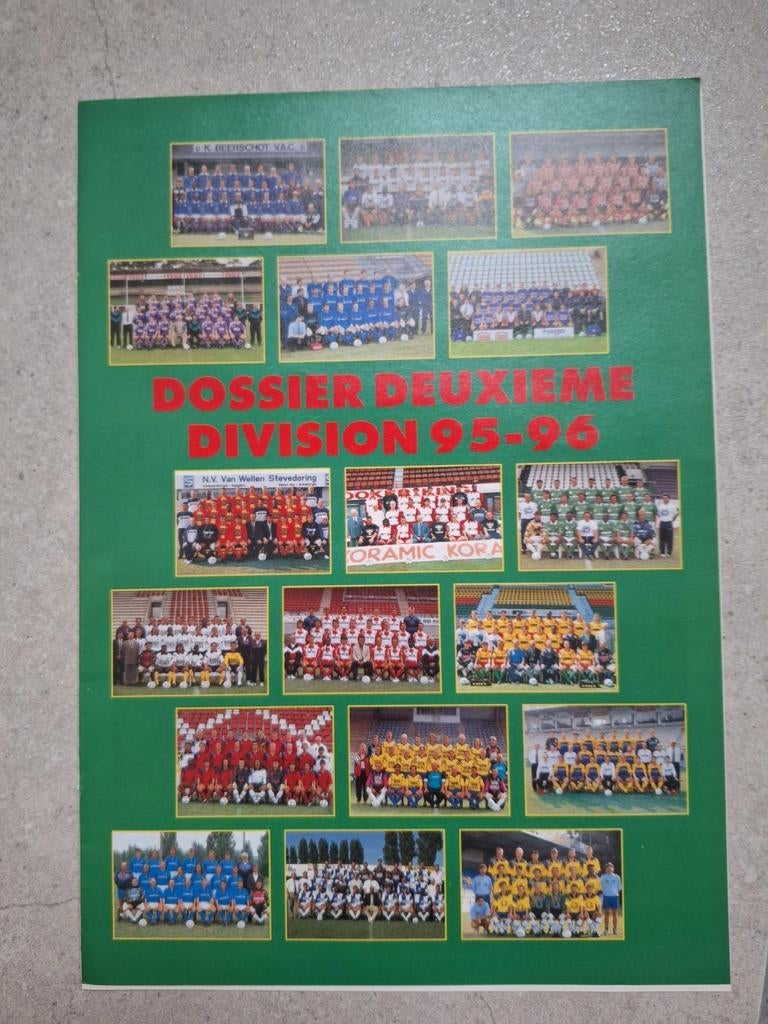 K. BEERSCHOT V.A.C.
DOSSIER DEUXIEME
DIVISION 95-96
N.V. Van Wellen Stevedoring
ORAMIC KORA